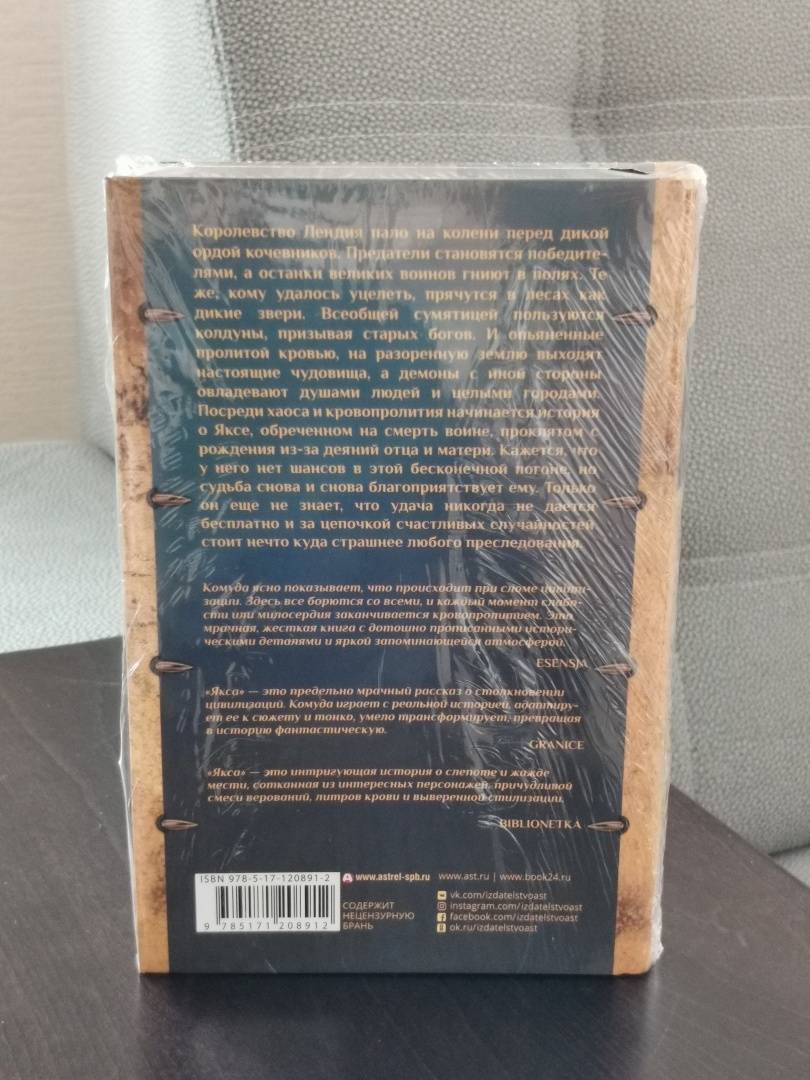 Королевство Лендия пало на колени перед дикой
ордой кочевников. Предатели становятся победите-
лями, а останки великих воинов гниют в полях. Те
же, кому удалось уцелеть, прячутся в лесах как
дикие звери. Всеобщей сумятицей пользуются
колдуны, призывая старых богов. И опьяненные
пролитой кровью, на разоренную землю выходят
настоящие чудовища, а демоны с иной стороны
овладевают душами людей и целыми городами.
Посреди хаоса и кровопролития начинается история
о Яксе, обреченном на смерть воине, проклятом с
рождения из-за деяний отца и матери. Кажется, что
у него нет шансов в этой бесконечной погоне, но
судьба снова и снова благоприятствует ему. Только
он еще не знает, что удача никогда не дается
бесплатно и за цепочкой счастливых случайностей
стоит нечто куда страшнее любого преследования.
Комуда ясно показывает, что происходит при сломе цивили-
зации. Здесь все борются со всеми, и каждый момент слабо-
сти или милосердия заканчивается кровопролитием. Это
мрачная, жесткая книга с дотошно прописанными истори-
ческими деталями и яркой запоминающейся атмосферой.
ESENSJA
«Якса» — это предельно мрачный рассказ о столкновении
цивилизаций. Комуда играет с реальной историей, адаптиру-
ет ее к сюжету и тонко, умело трансформирует, превращая
в историю фантастическую.
GRANICE
«Якса» — это интригующая история о слепоте и жажде
мести, сотканная из интересных персонажей, причудливой
смеси верований, литров крови и выверенной стилизации.
BIBLIONETKA
ISBN 978-5-17-120891-2
9 785171 208912
www.astrel-spb.ru www.ast.ru | www.book24.ru
СОДЕРЖИТ
НЕЦЕНЗУРНУЮ
БРАНЬ
vk.com/izdatelstvoast
instagram.com/izdatelstvoast
facebook.com/izdatelstvoast
ok.ru/izdatelstvoast